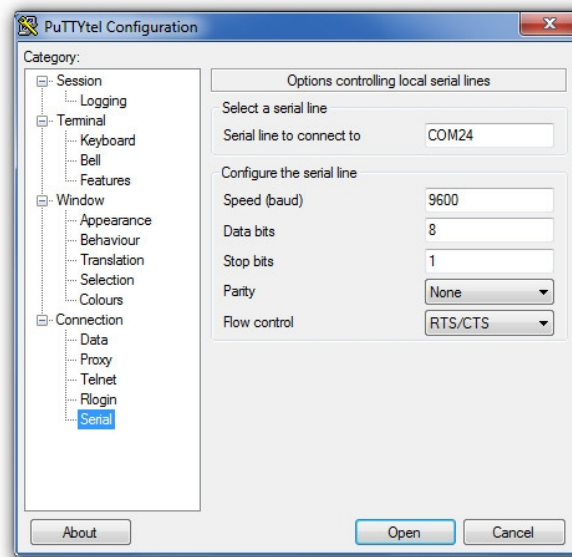 PuTTYtel Configuration
Category:
Session
Logging
Terminal
Keyboard
Bell
Features
Window
Appearance
Behaviour
Translation
Selection
Colours
Connection
Data
Proxy
Telnet
Rlogin
Serial
Options controlling local serial lines
Select a serial line
Serial line to connect to COM24
Configure the serial line
Speed (baud) 9600
Data bits 8
Stop bits 1
Parity None
Flow control RTS/CTS
About Open Cancel